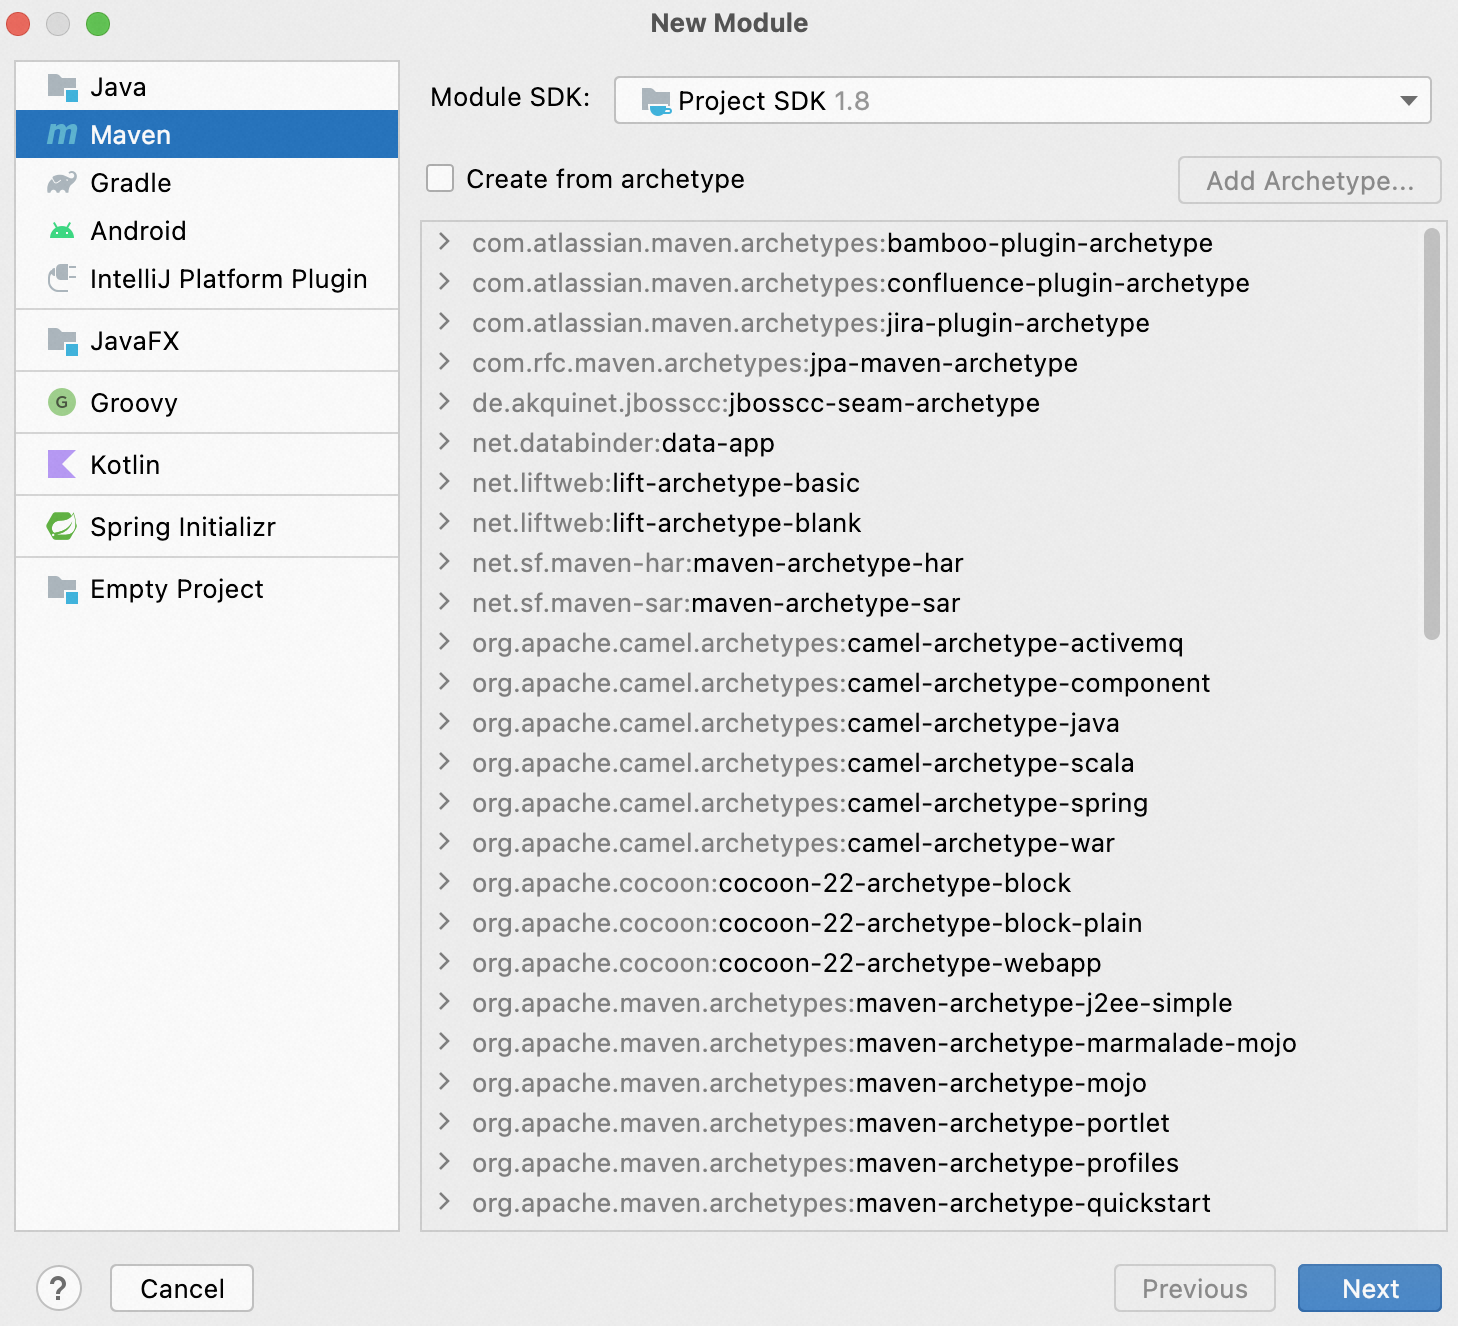 New Module
Java
Maven
Gradle
Android
IntelliJ Platform Plugin
JavaFX
Groovy
Kotlin
Spring Initializr
Empty Project
Module SDK: Project SDK 1.8
Create from archetype
Add Archetype...
com.atlassian.maven.archetypes:bamboo-plugin-archetype
com.atlassian.maven.archetypes:confluence-plugin-archetype
com.atlassian.maven.archetypes:jira-plugin-archetype
com.rfc.maven.archetypes:jpa-maven-archetype
de.akquinet.jbosscc:jbosscc-seam-archetype
net.databinder:data-app
net.liftweb:lift-archetype-basic
net.liftweb:lift-archetype-blank
net.sf.maven-har:maven-archetype-har
net.sf.maven-sar:maven-archetype-sar
org.apache.camel.archetypes:camel-archetype-activemq
org.apache.camel.archetypes:camel-archetype-component
org.apache.camel.archetypes:camel-archetype-java
org.apache.camel.archetypes:camel-archetype-scala
org.apache.camel.archetypes:camel-archetype-spring
org.apache.camel.archetypes:camel-archetype-war
org.apache.cocoon:cocoon-22-archetype-block
org.apache.cocoon:cocoon-22-archetype-block-plain
org.apache.cocoon:cocoon-22-archetype-webapp
org.apache.maven.archetypes:maven-archetype-j2ee-simple
org.apache.maven.archetypes:maven-archetype-marmalade-mojo
org.apache.maven.archetypes:maven-archetype-mojo
org.apache.maven.archetypes:maven-archetype-portlet
org.apache.maven.archetypes:maven-archetype-profiles
org.apache.maven.archetypes:maven-archetype-quickstart
? Cancel Previous Next